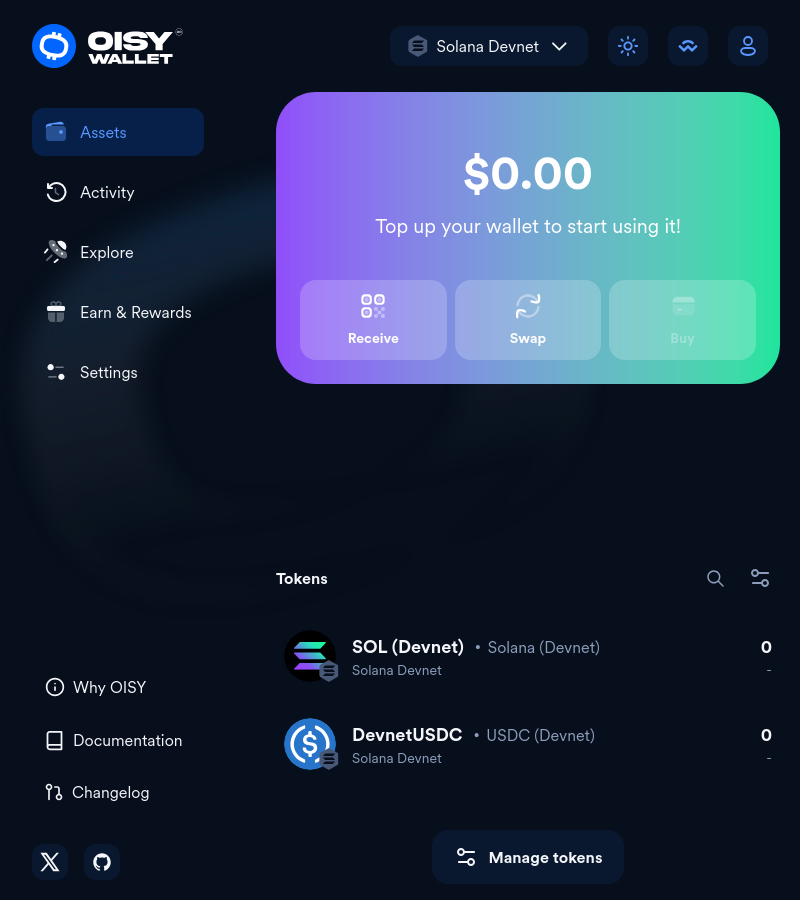 OISY
WALLET
Solana Devnet
Assets
Activity
Explore
Earn & Rewards
Settings
$0.00
Top up your wallet to start using it!
Receive
Swap
Buy
Tokens
SOL (Devnet) • Solana (Devnet)
0
Solana Devnet
-
DevnetUSDC • USDC (Devnet)
0
Solana Devnet
-
Why OISY
Documentation
Changelog
Manage tokens